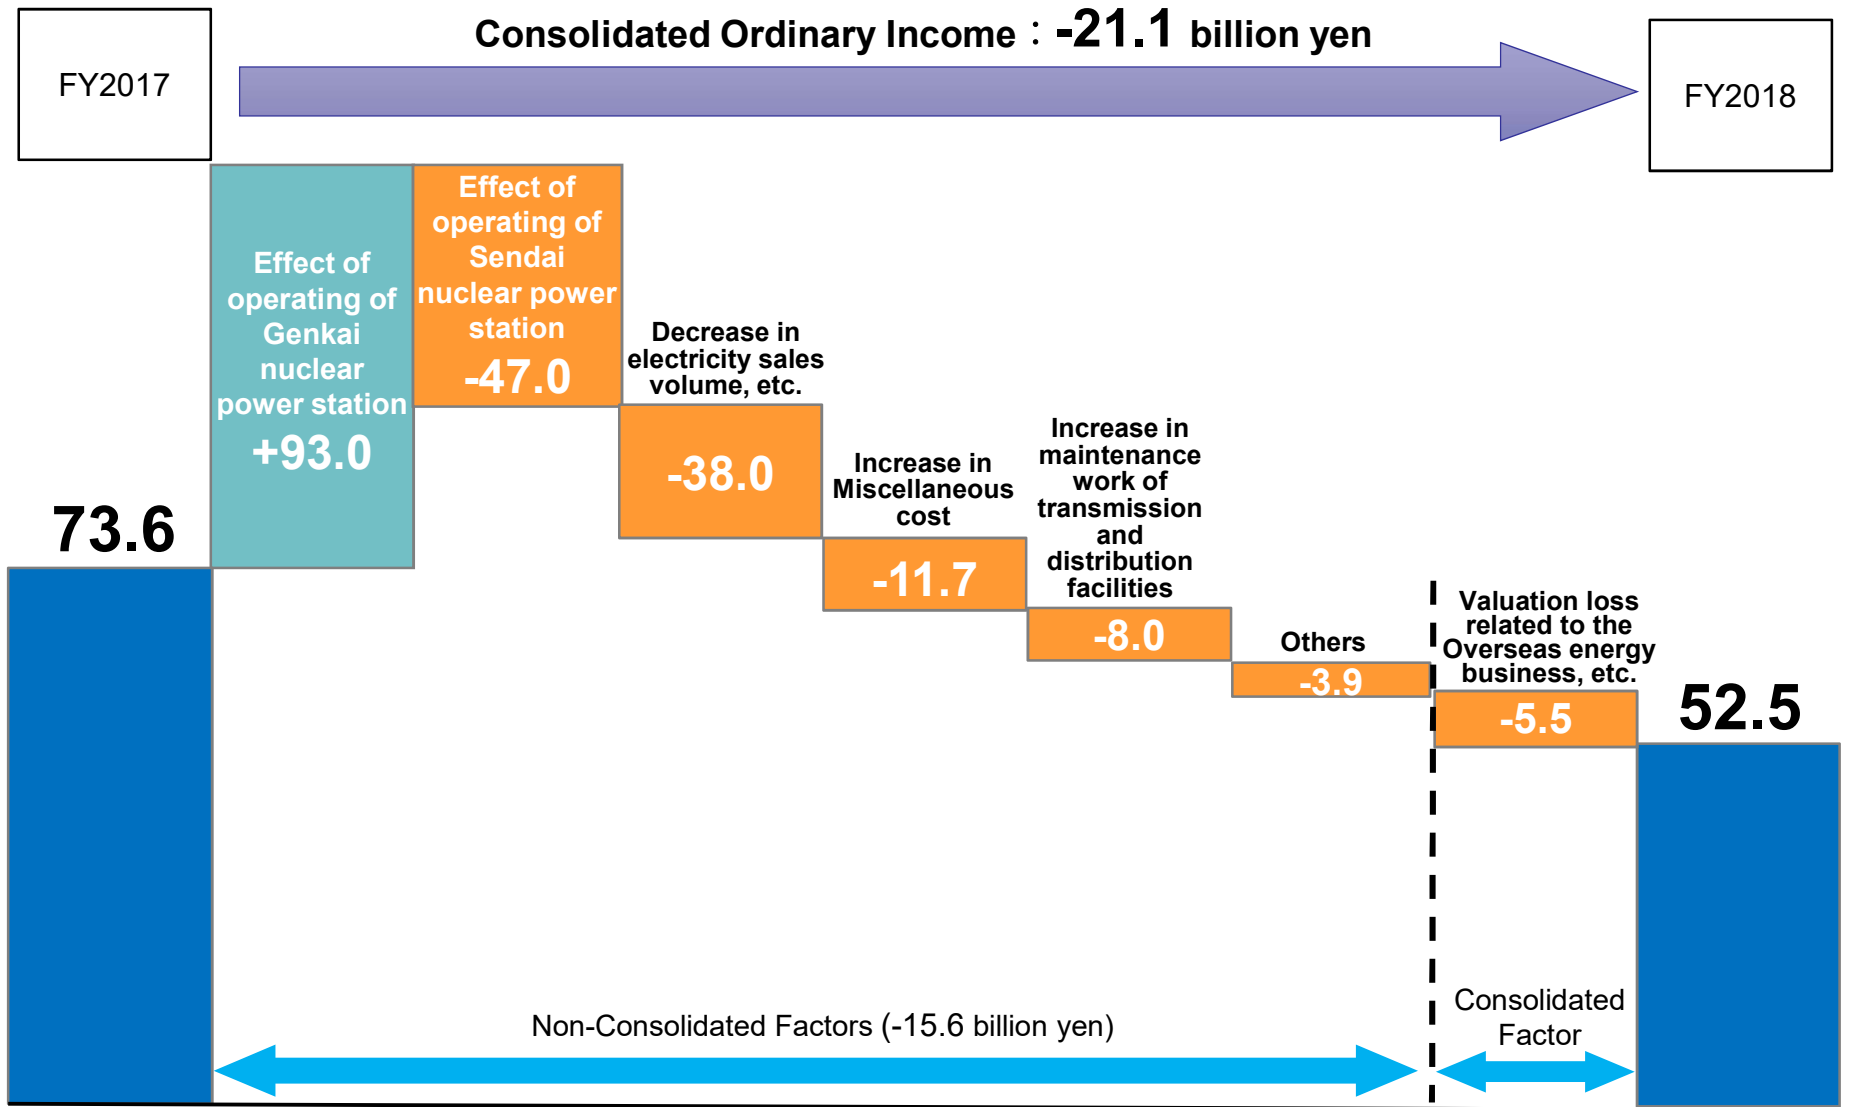 Consolidated Ordinary Income：-21.1 billion yen
FY2017
FY2018
73.6
Effect of
operating of
Genkai
nuclear
power station
+93.0
Effect of
operating of
Sendai
nuclear power
station
-47.0
Decrease in
electricity sales
volume, etc.
-38.0
Increase in
Miscellaneous
cost
-11.7
Increase in
maintenance
work of
transmission
and
distribution
facilities
-8.0
Others
-3.9
Valuation loss
related to the
Overseas energy
business, etc.
-5.5
52.5
Non-Consolidated Factors (-15.6 billion yen)
Consolidated
Factor